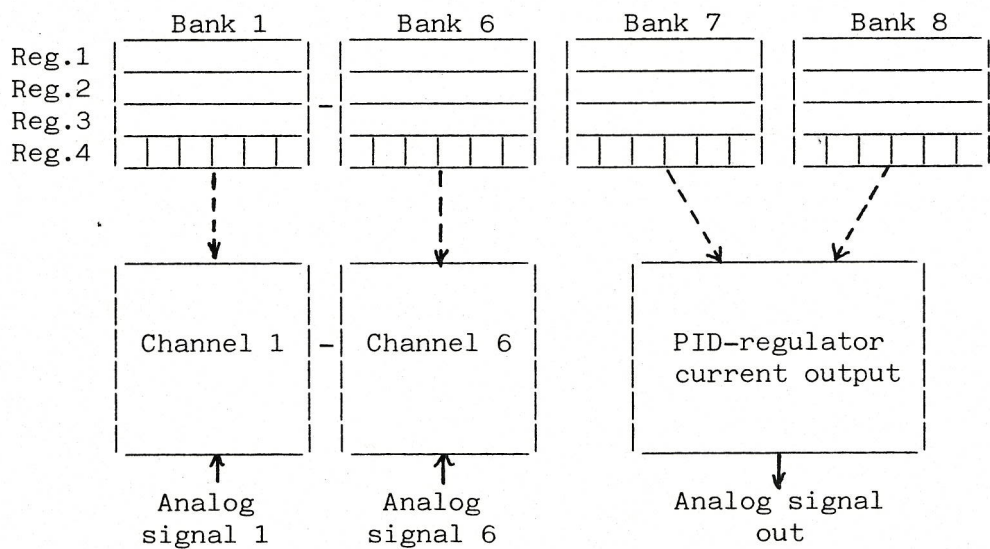 Bank 1 Bank 6 Bank 7 Bank 8
Reg.1
Reg.2
Reg.3
Reg.4
Channel 1 - Channel 6
PID-regulator
current output
Analog
signal 1
Analog
signal 6
Analog signal
out